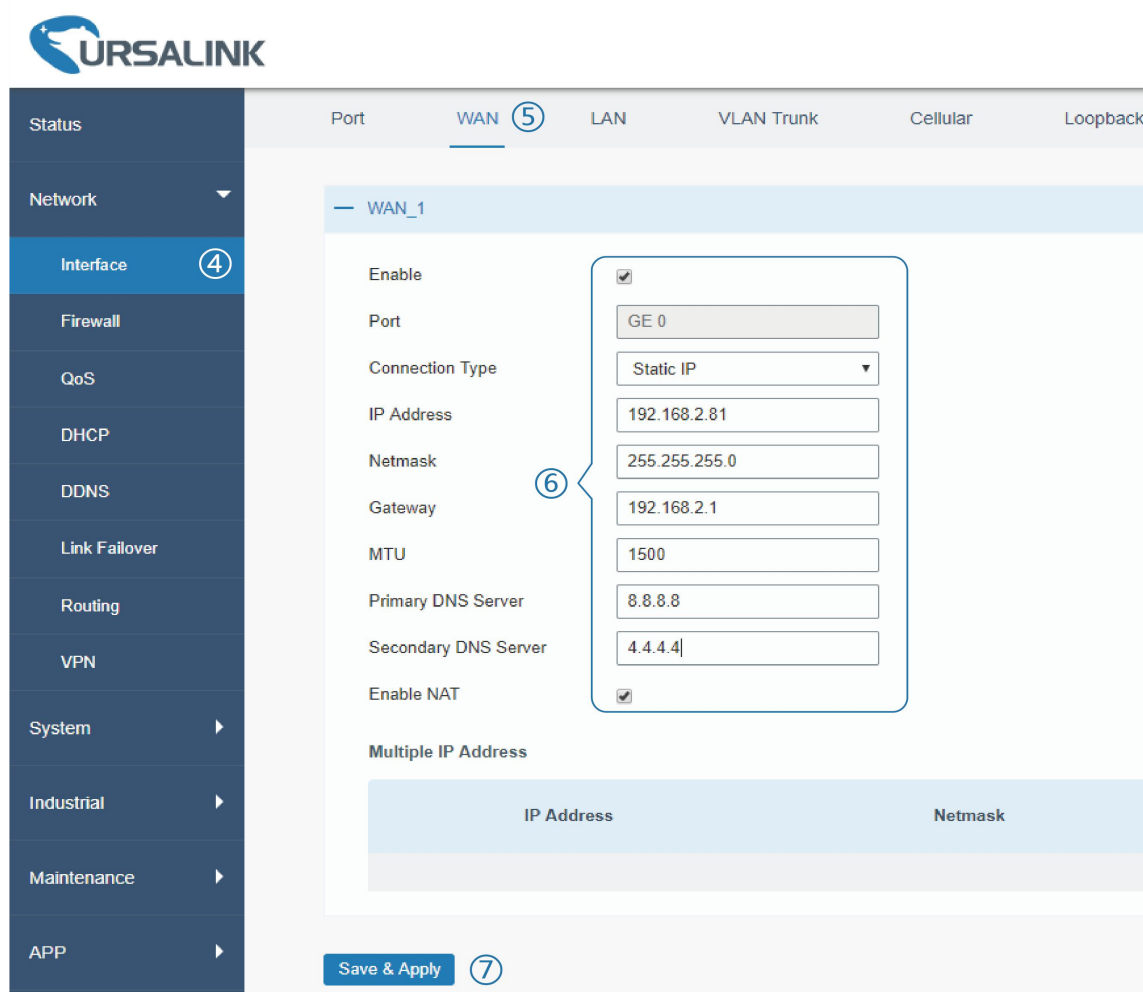 URSALINK
Status
Port WAN ⑤ LAN VLAN Trunk Cellular Loopback
Network
— WAN_1
Interface ④
Enable
Firewall
Port GE 0
Connection Type Static IP
QoS
IP Address 192.168.2.81
DHCP
Netmask 255.255.255.0
⑥
DDNS
Gateway 192.168.2.1
Link Failover
MTU 1500
Routing
Primary DNS Server 8.8.8.8
Secondary DNS Server 4.4.4.4
VPN
Enable NAT
System
Multiple IP Address
Industrial
IP Address Netmask
Maintenance
APP
Save & Apply ⑦